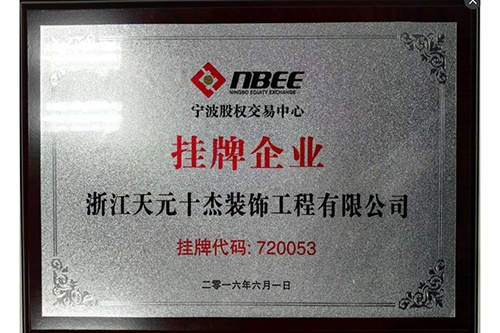 NBEE
NINGBO EQUITY EXCHANGE
宁波股权交易中心
挂牌企业
浙江天元十杰装饰工程有限公司
挂牌代码: 720053
二零一六年六月一日